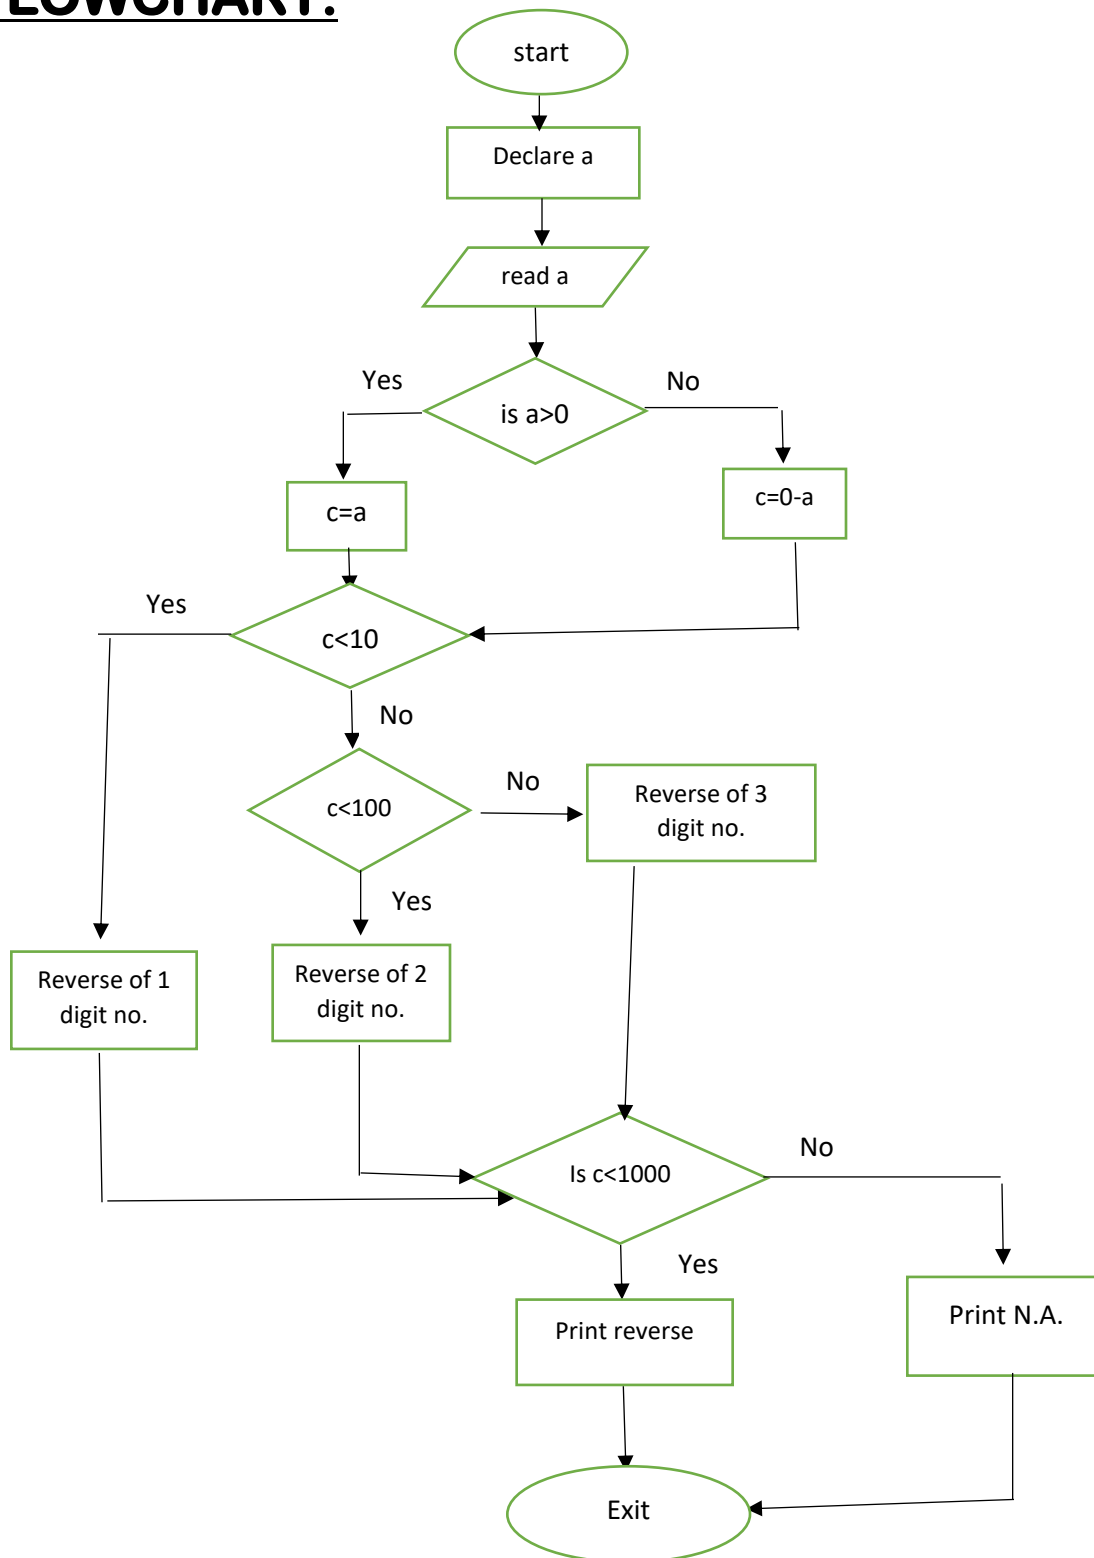 LOWCHART:
start
Declare a
read a
Yes
No
is a>0
c=a
c=0-a
Yes
c<10
No
c<100
No
Reverse of 3
digit no.
Yes
Reverse of 1
digit no.
Reverse of 2
digit no.
Is c<1000
No
Yes
Print reverse
Print N.A.
Exit